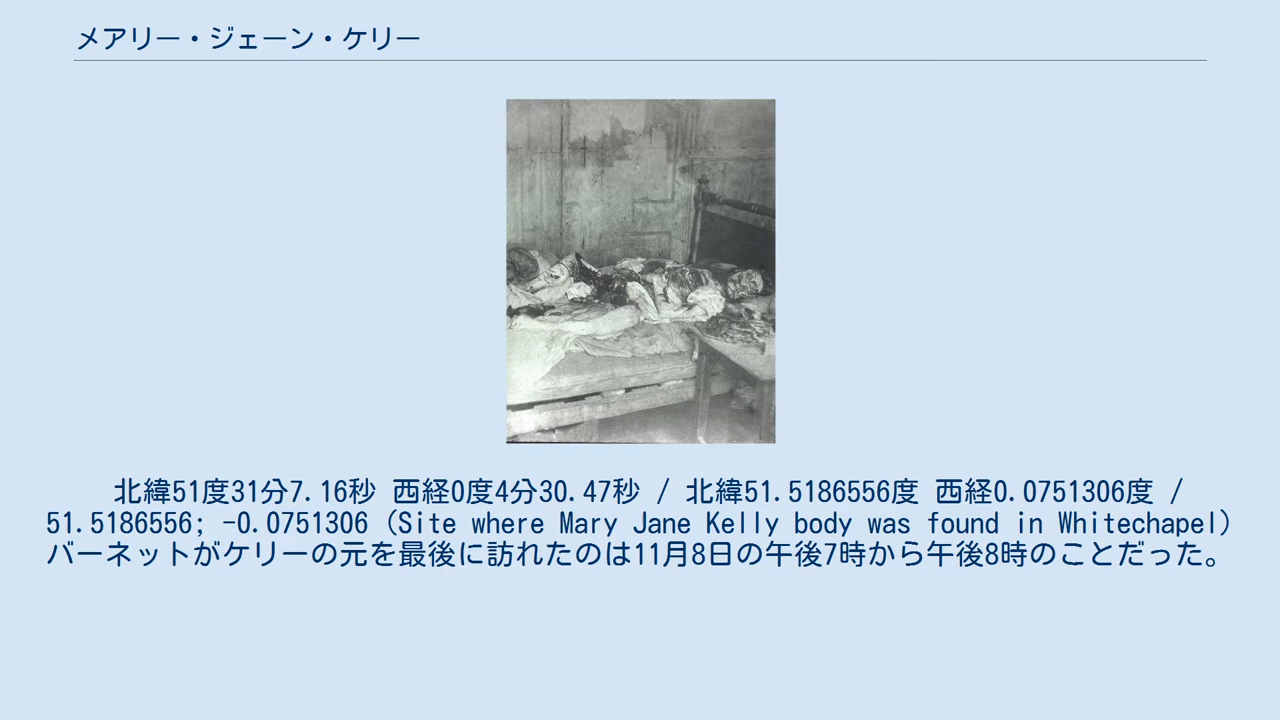 メアリー・ジェーン・ケリー
北緯51度31分7.16秒 西経0度4分30.47秒 / 北緯51.5186556度 西経0.0751306度 /
51.5186556; -0.0751306 (Site where Mary Jane Kelly body was found in Whitechapel)
バーネットがケリーの元を最後に訪れたのは11月8日の午後7時から午後8時のことだった。